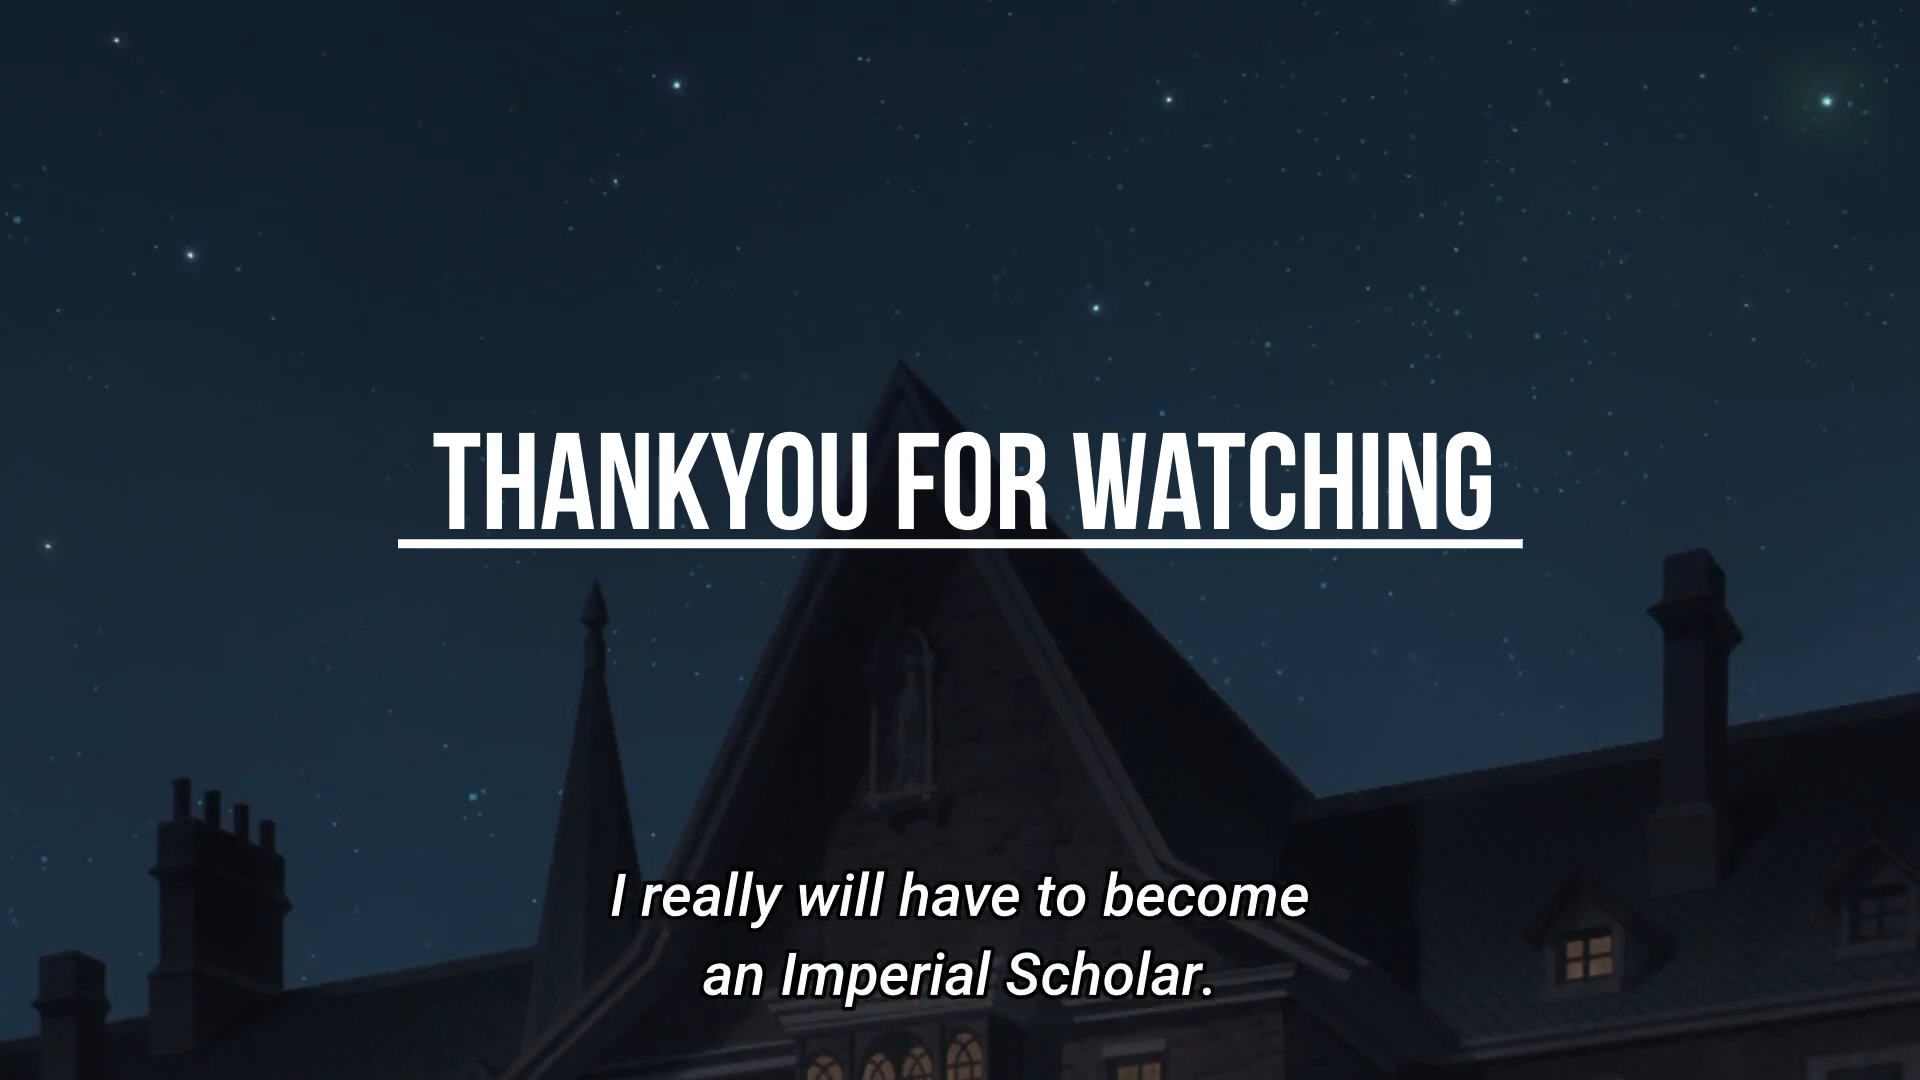 THANKYOU FOR WATCHING
I really will have to become
an Imperial Scholar.